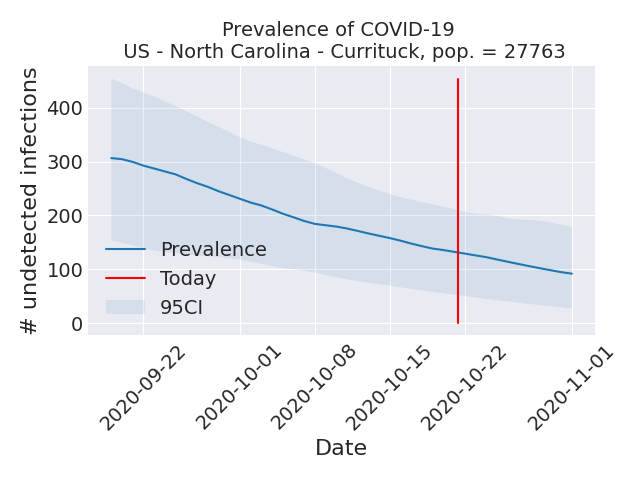 Prevalence of COVID-19
US - North Carolina - Currituck, pop. = 27763
# undetected infections
400
300
200
100
0
Prevalence
Today
95CI
2020-09-22
2020-10-01
2020-10-08
2020-10-15
2020-10-22
2020-11-01
Date